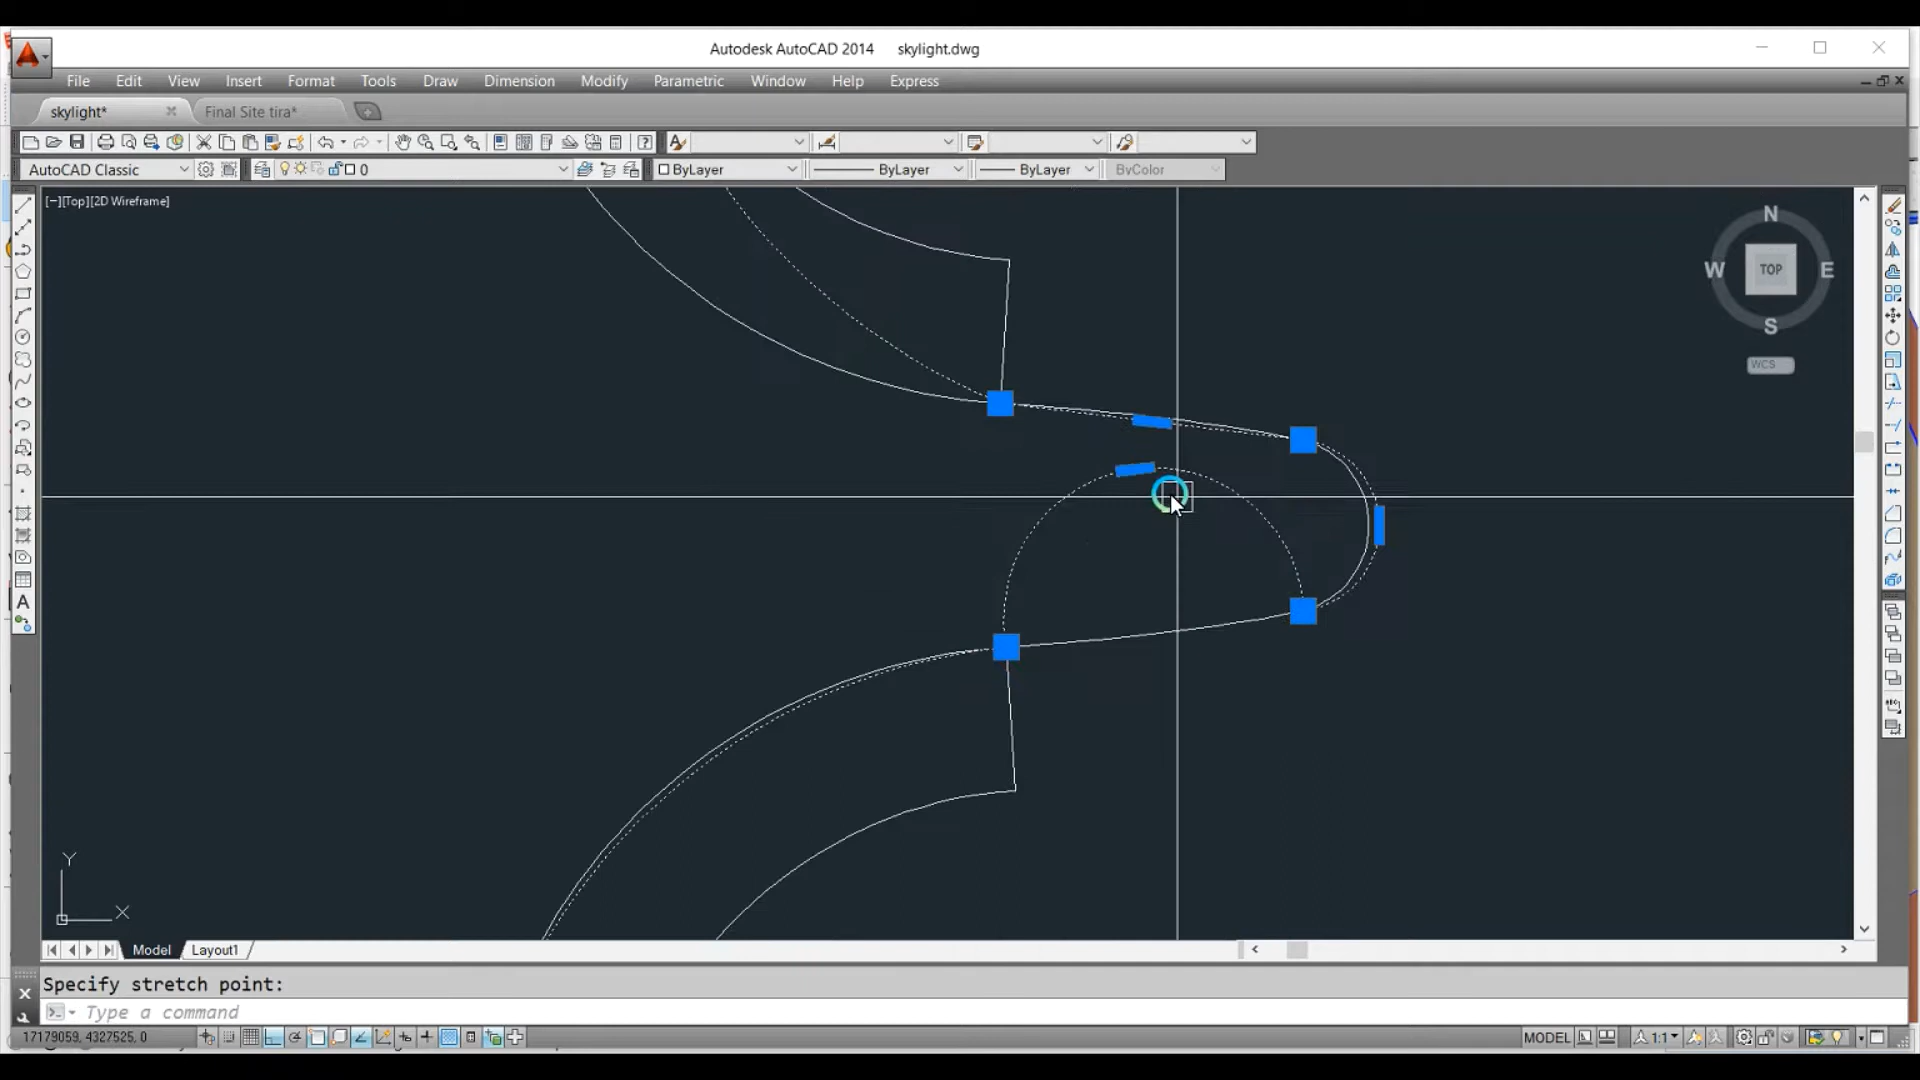 Autodesk AutoCAD 2014 skylight.dwg
File Edit View Insert Format Tools Draw Dimension Modify Parametric Window Help Express
skylight* Final Site tira*
AutoCAD Classic 0 ByLayer ByLayer ByLayer ByColor
[−][Top][2D Wireframe]
N
W TOP E
S
WCS
A
Y
X
Model Layout1
Specify stretch point:
Type a command
17179059, 4327525, 0 MODEL 1:1